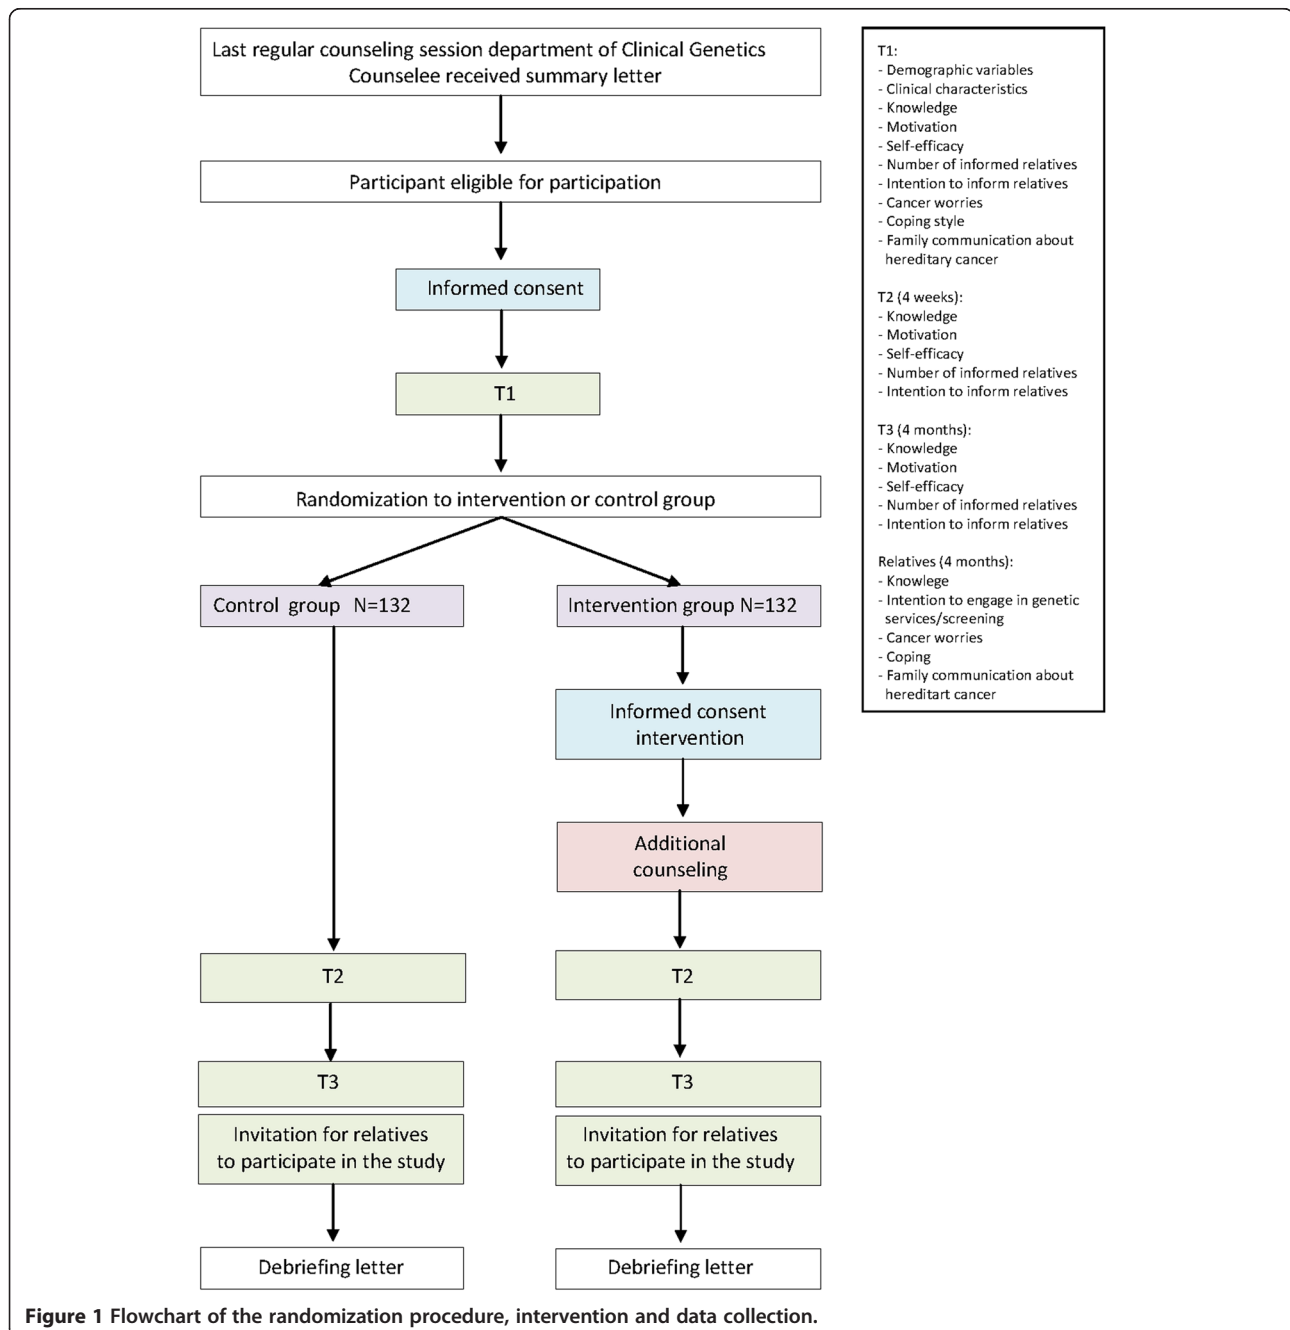 Last regular counseling session department of Clinical Genetics
Counselee received summary letter
Participant eligible for participation
Informed consent
T1
Randomization to intervention or control group
Control group N=132
Intervention group N=132
Informed consent
intervention
Additional
counseling
T2
T2
T3
T3
Invitation for relatives
to participate in the study
Invitation for relatives
to participate in the study
Debriefing letter
Debriefing letter
T1:
- Demographic variables
- Clinical characteristics
- Knowledge
- Motivation
- Self-efficacy
- Number of informed relatives
- Intention to inform relatives
- Cancer worries
- Coping style
- Family communication about
hereditary cancer
T2 (4 weeks):
- Knowledge
- Motivation
- Self-efficacy
- Number of informed relatives
- Intention to inform relatives
T3 (4 months):
- Knowledge
- Motivation
- Self-efficacy
- Number of informed relatives
- Intention to inform relatives
Relatives (4 months):
- Knowlege
- Intention to engage in genetic
services/screening
- Cancer worries
- Coping
- Family communication about
hereditart cancer
Figure 1 Flowchart of the randomization procedure, intervention and data collection.